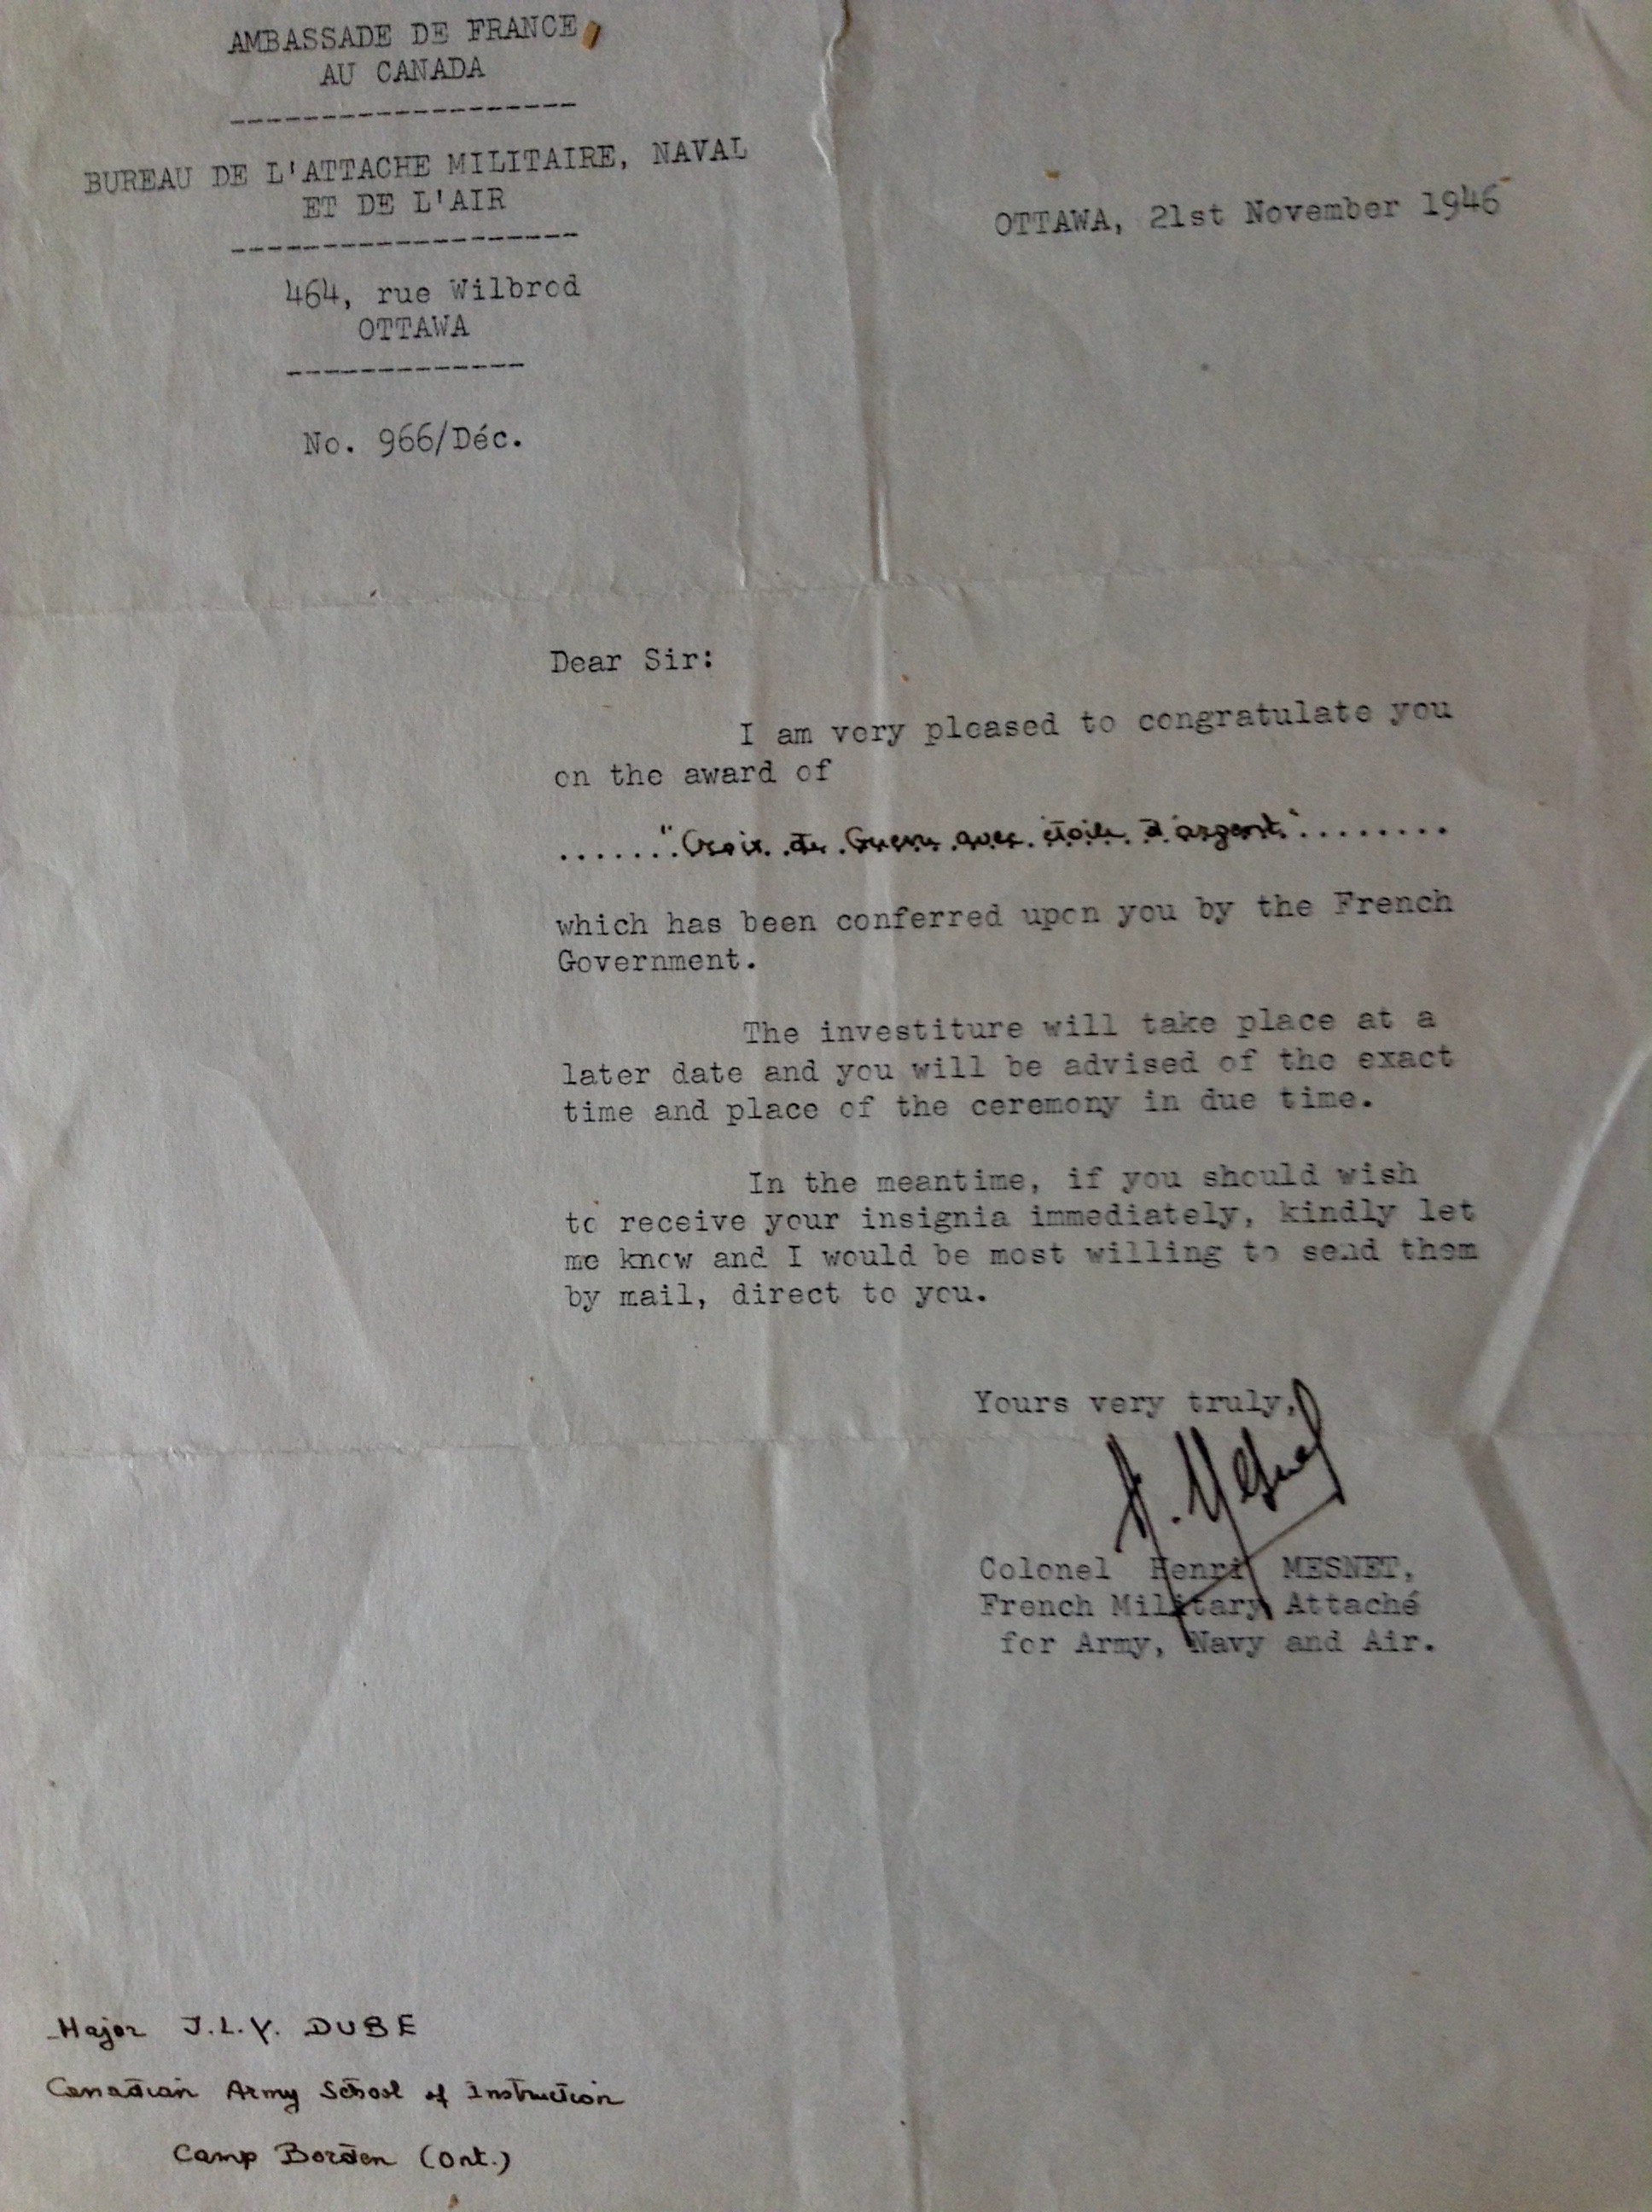 AMBASSADE DE FRANCE
AU CANADA
-------------------
BUREAU DE L'ATTACHE MILITAIRE, NAVAL
ET DE L'AIR
-------------------
464, rue Wilbrod
OTTAWA
-------------
No. 966/Déc.
OTTAWA, 21st November 1946
Dear Sir:
I am very pleased to congratulate you
on the award of
......."Croix de Guerre avec étoile d'argent"........
which has been conferred upon you by the French
Government.
The investiture will take place at a
later date and you will be advised of the exact
time and place of the ceremony in due time.
In the meantime, if you should wish
to receive your insignia immediately, kindly let
me know and I would be most willing to send them
by mail, direct to you.
Yours very truly,
H. Mesnet
Colonel Henri MESNET,
French Military Attaché
for Army, Navy and Air.
Major J.L.Y. DUBE
Canadian Army School of Instruction
Camp Borden (Ont.)